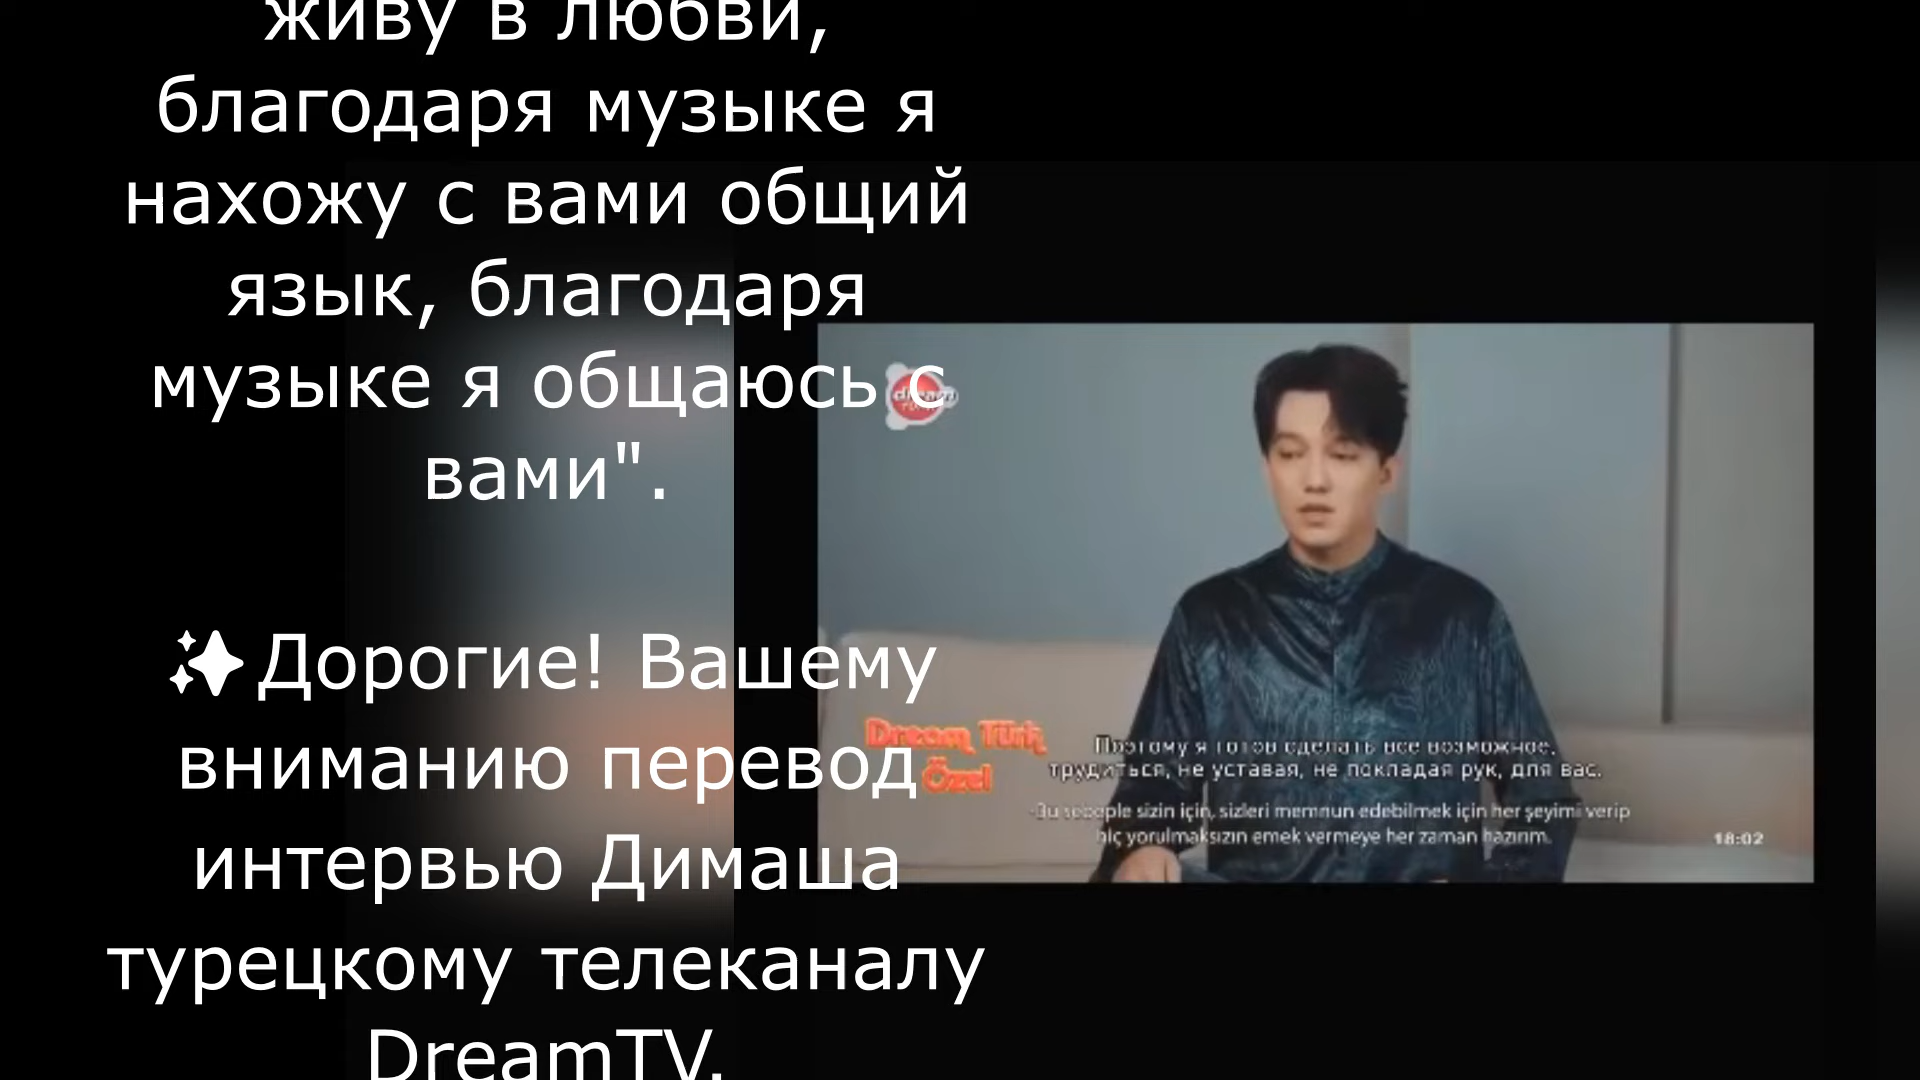 живу в любви,
благодаря музыке я
нахожу с вами общий
язык, благодаря
музыке я общаюсь с
вами".
✨Дорогие! Вашему
вниманию перевод
интервью Димаша
турецкому телеканалу
DreamTV.
dream
Dream Türk
Özel
Поэтому я готов сделать все возможное,
трудиться, не уставая, не покладая рук, для вас.
Bu sebeple sizin için, sizleri memnun edebilmek için her şeyimi verip
hiç yorulmaksızın emek vermeye her zaman hazırım.
18:02